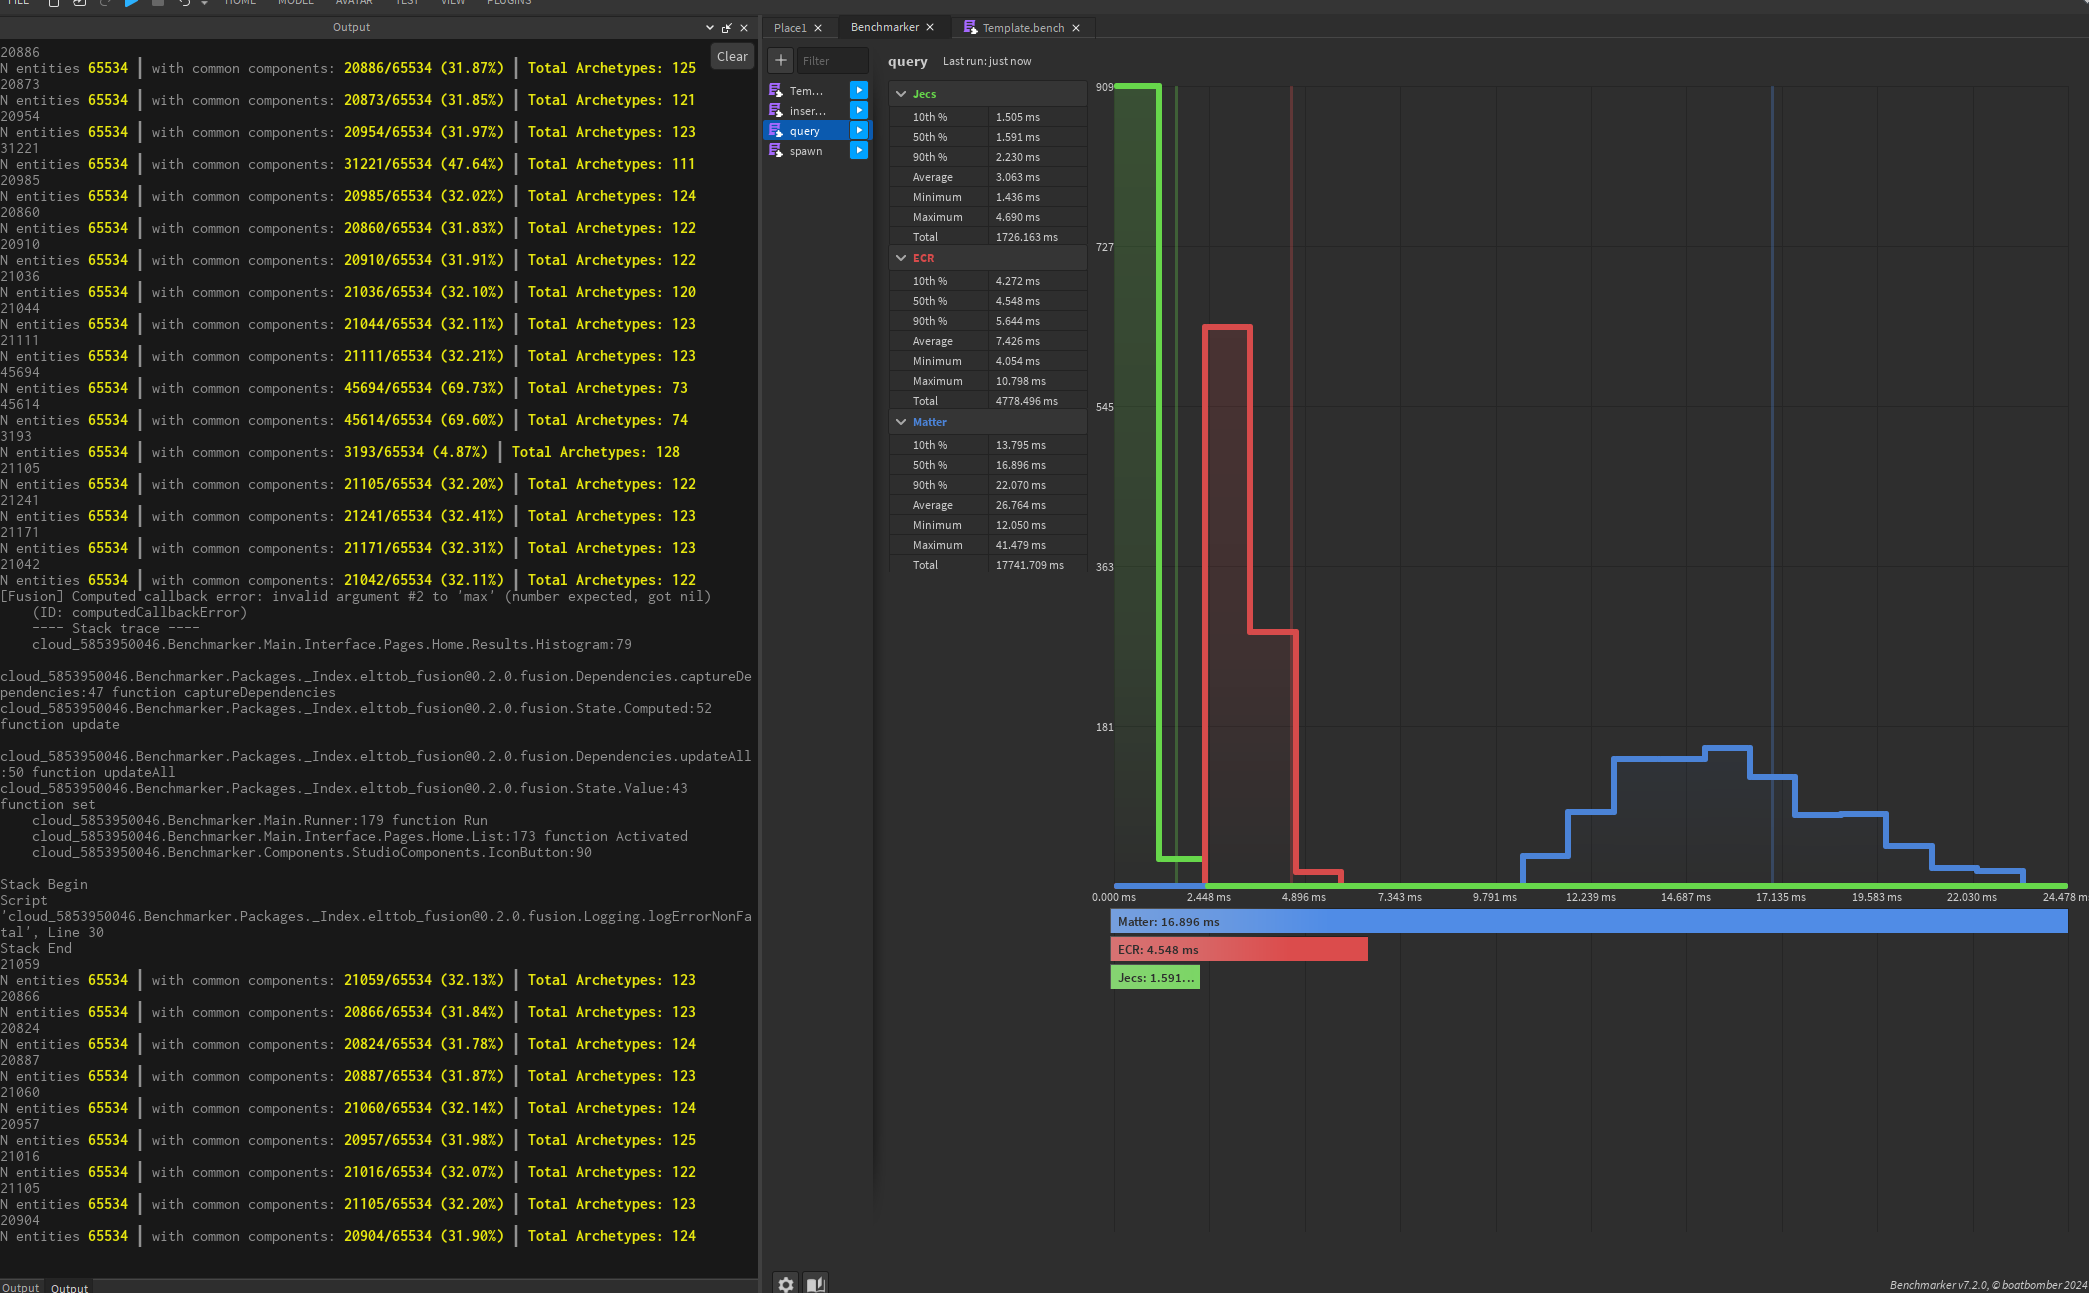 FILE HOME MODEL AVATAR TEST VIEW PLUGINS
Output
Clear
20886
N entities 65534 | with common components: 20886/65534 (31.87%) | Total Archetypes: 125
20873
N entities 65534 | with common components: 20873/65534 (31.85%) | Total Archetypes: 121
20954
N entities 65534 | with common components: 20954/65534 (31.97%) | Total Archetypes: 123
31221
N entities 65534 | with common components: 31221/65534 (47.64%) | Total Archetypes: 111
20985
N entities 65534 | with common components: 20985/65534 (32.02%) | Total Archetypes: 124
20860
N entities 65534 | with common components: 20860/65534 (31.83%) | Total Archetypes: 122
20910
N entities 65534 | with common components: 20910/65534 (31.91%) | Total Archetypes: 122
21036
N entities 65534 | with common components: 21036/65534 (32.10%) | Total Archetypes: 120
21044
N entities 65534 | with common components: 21044/65534 (32.11%) | Total Archetypes: 123
21111
N entities 65534 | with common components: 21111/65534 (32.21%) | Total Archetypes: 123
45694
N entities 65534 | with common components: 45694/65534 (69.73%) | Total Archetypes: 73
45614
N entities 65534 | with common components: 45614/65534 (69.60%) | Total Archetypes: 74
3193
N entities 65534 | with common components: 3193/65534 (4.87%) | Total Archetypes: 128
21105
N entities 65534 | with common components: 21105/65534 (32.20%) | Total Archetypes: 122
21241
N entities 65534 | with common components: 21241/65534 (32.41%) | Total Archetypes: 123
21171
N entities 65534 | with common components: 21171/65534 (32.31%) | Total Archetypes: 123
21042
N entities 65534 | with common components: 21042/65534 (32.11%) | Total Archetypes: 122
[Fusion] Computed callback error: invalid argument #2 to 'max' (number expected, got nil)
(ID: computedCallbackError)
---- Stack trace ----
cloud_5853950046.Benchmarker.Main.Interface.Pages.Home.Results.Histogram:79
cloud_5853950046.Benchmarker.Packages._Index.elttob_fusion@0.2.0.fusion.Dependencies.captureDe
pendencies:47 function captureDependencies
cloud_5853950046.Benchmarker.Packages._Index.elttob_fusion@0.2.0.fusion.State.Computed:52
function update
cloud_5853950046.Benchmarker.Packages._Index.elttob_fusion@0.2.0.fusion.Dependencies.updateAll
:50 function updateAll
cloud_5853950046.Benchmarker.Packages._Index.elttob_fusion@0.2.0.fusion.State.Value:43
function set
cloud_5853950046.Benchmarker.Main.Runner:179 function Run
cloud_5853950046.Benchmarker.Main.Interface.Pages.Home.List:173 function Activated
cloud_5853950046.Benchmarker.Components.StudioComponents.IconButton:90
Stack Begin
Script
'cloud_5853950046.Benchmarker.Packages._Index.elttob_fusion@0.2.0.fusion.Logging.logErrorNonFa
tal', Line 30
Stack End
21059
N entities 65534 | with common components: 21059/65534 (32.13%) | Total Archetypes: 123
20866
N entities 65534 | with common components: 20866/65534 (31.84%) | Total Archetypes: 123
20824
N entities 65534 | with common components: 20824/65534 (31.78%) | Total Archetypes: 124
20887
N entities 65534 | with common components: 20887/65534 (31.87%) | Total Archetypes: 123
21060
N entities 65534 | with common components: 21060/65534 (32.14%) | Total Archetypes: 124
20957
N entities 65534 | with common components: 20957/65534 (31.98%) | Total Archetypes: 125
21016
N entities 65534 | with common components: 21016/65534 (32.07%) | Total Archetypes: 122
21105
N entities 65534 | with common components: 21105/65534 (32.20%) | Total Archetypes: 123
20904
N entities 65534 | with common components: 20904/65534 (31.90%) | Total Archetypes: 124
Output Output
Place1 Benchmarker Template.bench
Filter
Tem...
inser...
query
spawn
query Last run: just now
Jecs
10th % 1.505 ms
50th % 1.591 ms
90th % 2.230 ms
Average 3.063 ms
Minimum 1.436 ms
Maximum 4.690 ms
Total 1726.163 ms
ECR
10th % 4.272 ms
50th % 4.548 ms
90th % 5.644 ms
Average 7.426 ms
Minimum 4.054 ms
Maximum 10.798 ms
Total 4778.496 ms
Matter
10th % 13.795 ms
50th % 16.896 ms
90th % 22.070 ms
Average 26.764 ms
Minimum 12.050 ms
Maximum 41.479 ms
Total 17741.709 ms
909
727
545
363
181
0.000 ms 2.448 ms 4.896 ms 7.343 ms 9.791 ms 12.239 ms 14.687 ms 17.135 ms 19.583 ms 22.030 ms 24.478 m
Matter: 16.896 ms
ECR: 4.548 ms
Jecs: 1.591...
Benchmarker v7.2.0, © boatbomber 2024